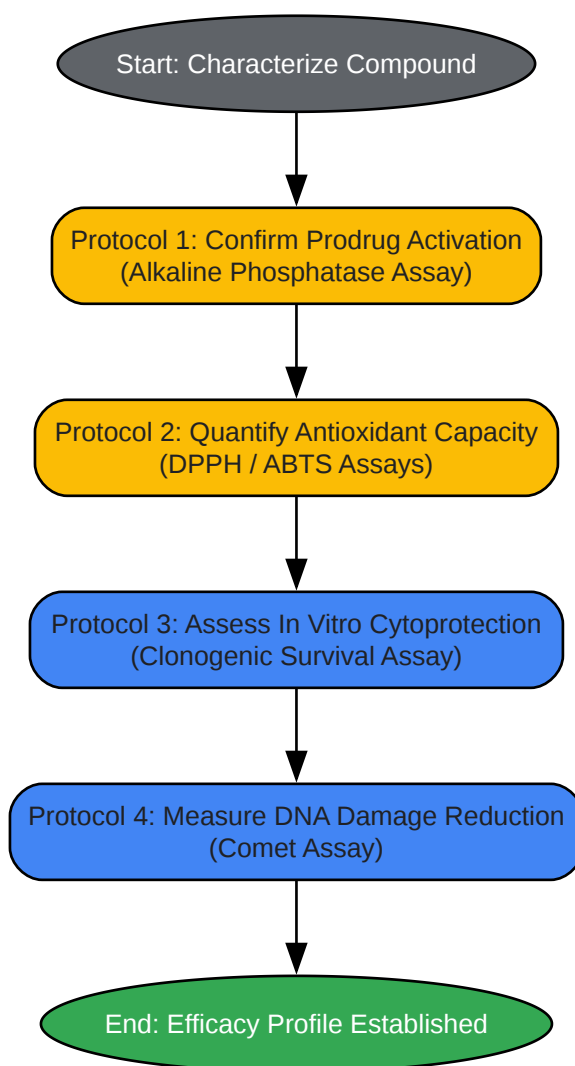 Start: Characterize Compound
Protocol 1: Confirm Prodrug Activation
(Alkaline Phosphatase Assay)
Protocol 2: Quantify Antioxidant Capacity
(DPPH / ABTS Assays)
Protocol 3: Assess In Vitro Cytoprotection
(Clonogenic Survival Assay)
Protocol 4: Measure DNA Damage Reduction
(Comet Assay)
End: Efficacy Profile Established